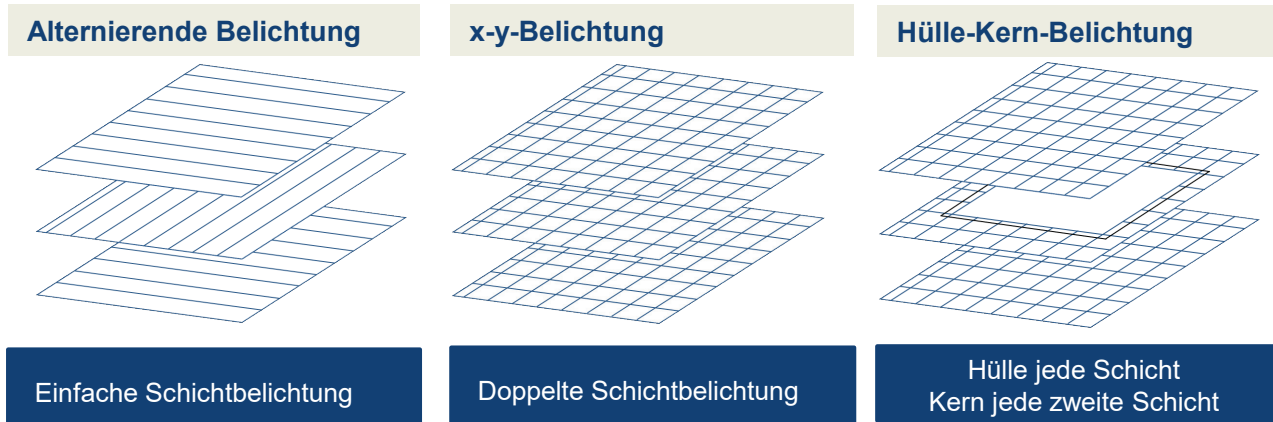 Alternierende Belichtung
x-y-Belichtung
Hülle-Kern-Belichtung
Einfache Schichtbelichtung
Doppelte Schichtbelichtung
Hülle jede Schicht
Kern jede zweite Schicht